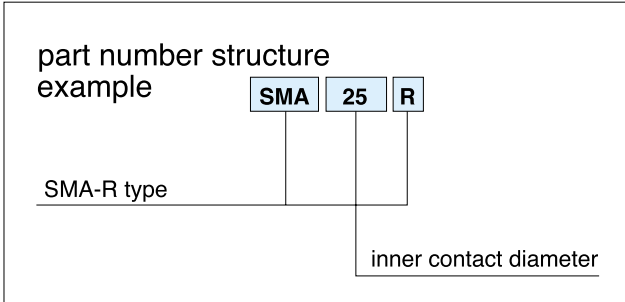 part number structure
example
SMA 25 R
SMA-R type
inner contact diameter